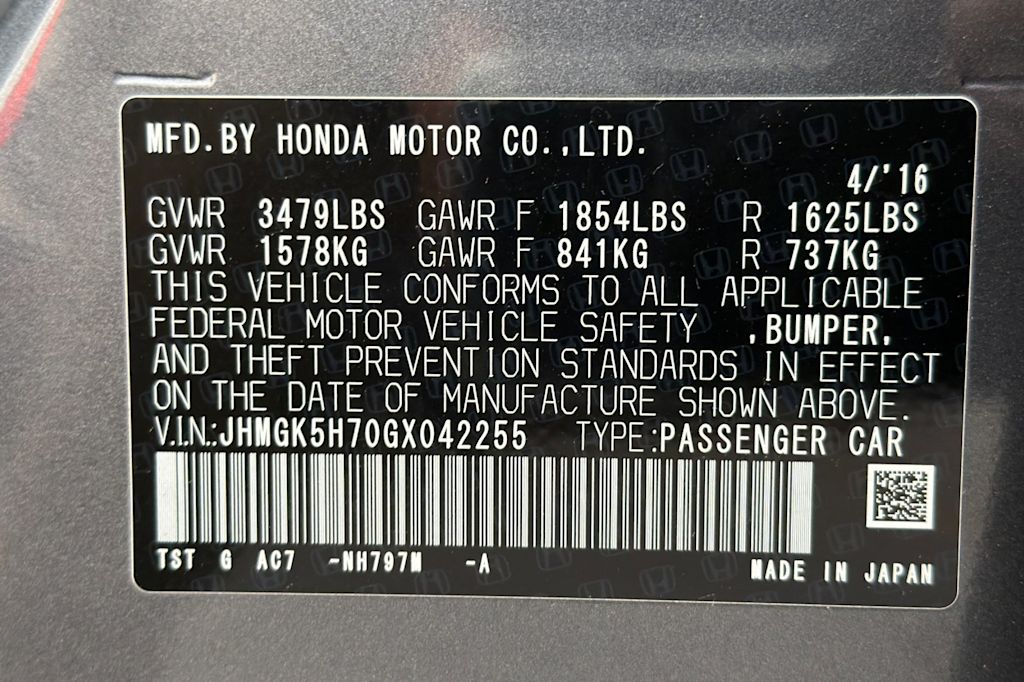 MFD.BY HONDA MOTOR CO.,LTD.
4/'16
GVWR 3479LBS GAWR F 1854LBS R 1625LBS
GVWR 1578KG GAWR F 841KG R 737KG
THIS VEHICLE CONFORMS TO ALL APPLICABLE
FEDERAL MOTOR VEHICLE SAFETY ,BUMPER,
AND THEFT PREVENTION STANDARDS IN EFFECT
ON THE DATE OF MANUFACTURE SHOWN ABOVE.
V.I.N.:JHMGK5H70GX042255 TYPE:PASSENGER CAR
TST G AC7 -NH797M -A
MADE IN JAPAN